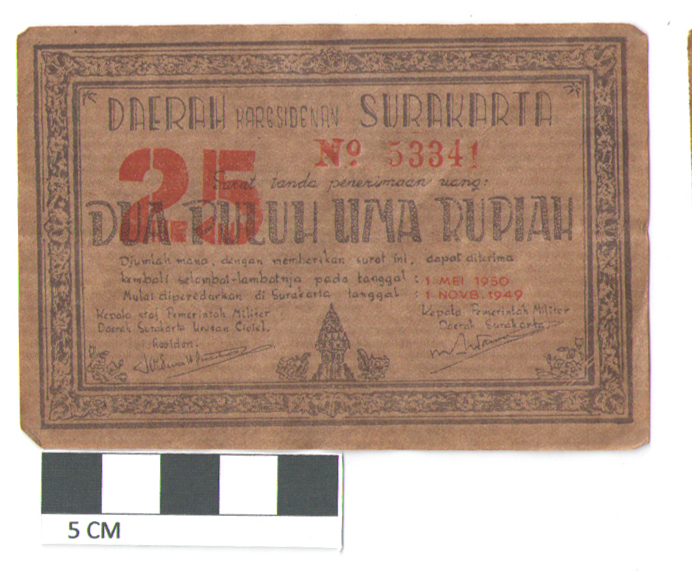 DAERAH KARESIDENAN SURAKARTA
Nº 53341
25
Surat tanda penerimaan uang:
DUA PULUH LIMA RUPIAH
Djumlah mana, dengan memberikan surat ini, dapat diterima
kembali selambat-lambatnja pada tanggal : 1 MEI 1950
Mulai diperedarkan di Surakarta tanggal : 1 NOVB. 1949
Kepala staf Pemerintah Militer
Daerah Surakarta Urusan Civiel.
Residen.
Kepala Pemerintah Militer
Daerah Surakarta
5 CM